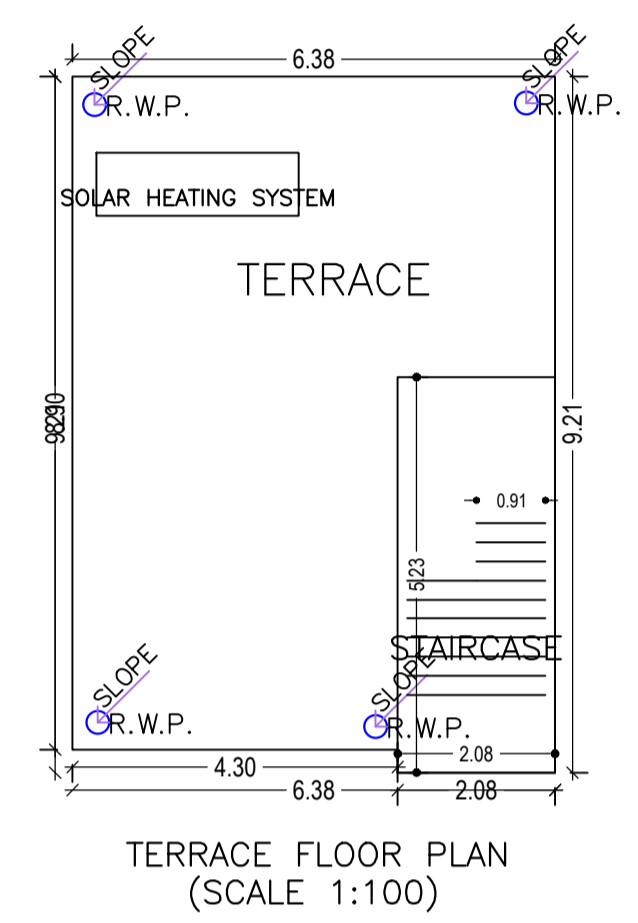 6.38
SLOPE
SLOPE
R.W.P.
R.W.P.
SOLAR HEATING SYSTEM
TERRACE
9.21
0.91
5.23
STAIRCASE
SLOPE
SLOPE
R.W.P.
R.W.P.
2.08
4.30
6.38
2.08
TERRACE FLOOR PLAN
(SCALE 1:100)